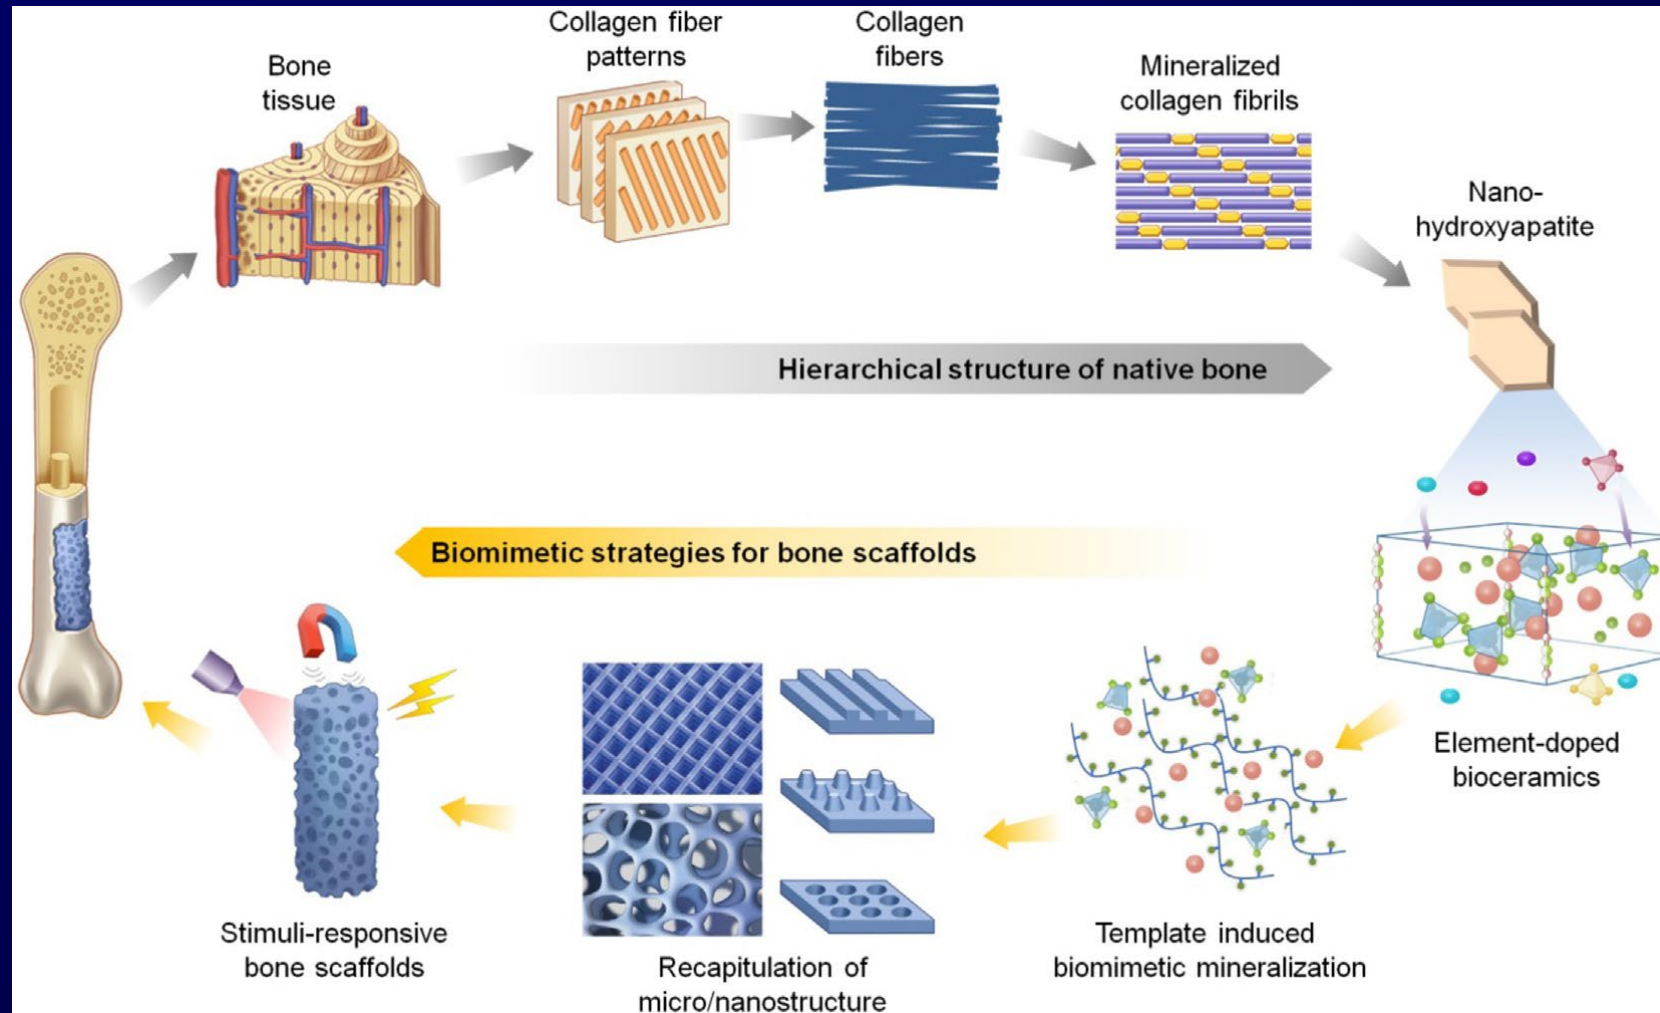 Bone
tissue
Collagen fiber
patterns
Collagen
fibers
Mineralized
collagen fibrils
Nano-
hydroxyapatite
Hierarchical structure of native bone
Biomimetic strategies for bone scaffolds
Element-doped
bioceramics
Template induced
biomimetic mineralization
Recapitulation of
micro/nanostructure
Stimuli-responsive
bone scaffolds